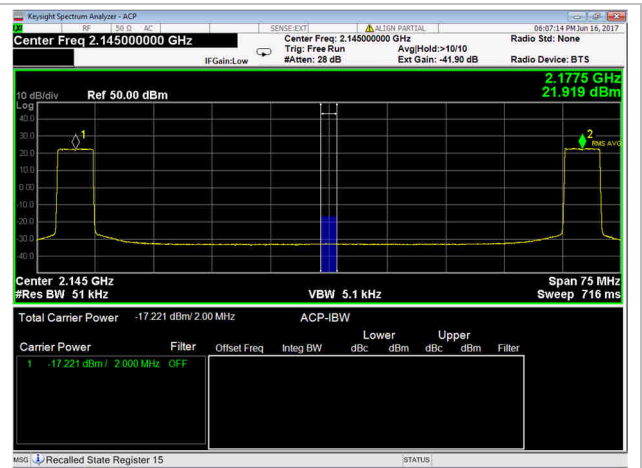 Keysight Spectrum Analyzer - ACP
RF 50 Ω AC SENSE:EXT ALIGN PARTIAL 06:07:14 PM Jun 16, 2017
Center Freq 2.145000000 GHz Center Freq: 2.145000000 GHz Radio Std: None
Trig: Free Run Avg|Hold:>10/10
IFGain:Low #Atten: 28 dB Ext Gain: -41.90 dB Radio Device: BTS
2.1775 GHz
10 dB/div Ref 50.00 dBm 21.919 dBm
Log
40.0
30.0
20.0
10.0
0.00
-10.0
-20.0
-30.0
-40.0
1
2
RMS AVG
Center 2.145 GHz Span 75 MHz
#Res BW 51 kHz VBW 5.1 kHz Sweep 716 ms
Total Carrier Power -17.221 dBm/ 2.00 MHz ACP-IBW
Lower Upper
Carrier Power Filter Offset Freq Integ BW dBc dBm dBc dBm Filter
1 -17.221 dBm / 2.000 MHz OFF
MSG Recalled State Register 15 STATUS